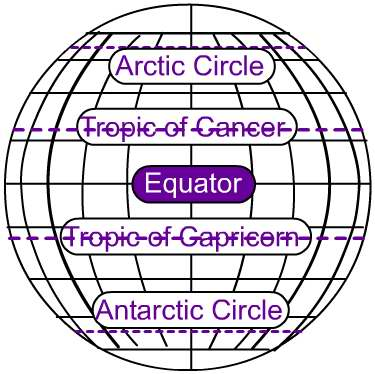 Arctic Circle
Tropic of Cancer
Equator
Tropic of Capricorn
Antarctic Circle